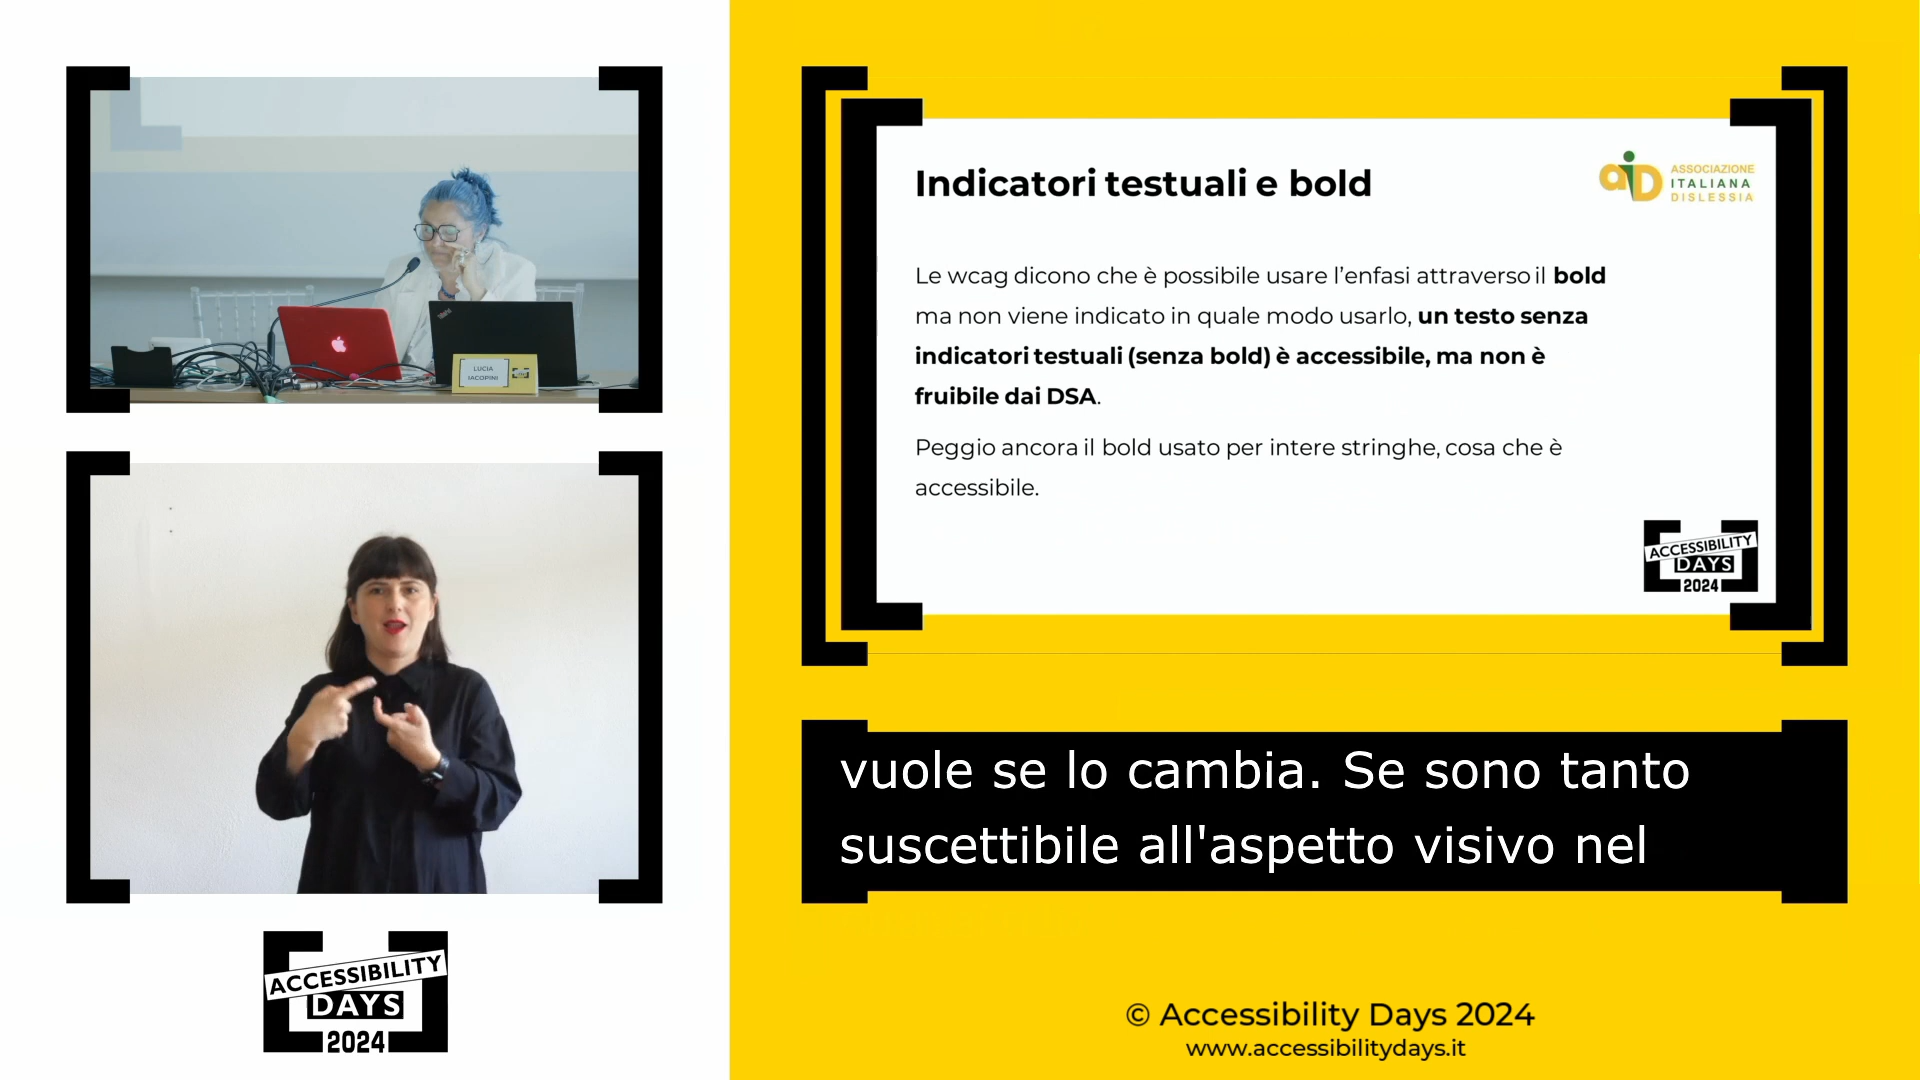 LUCIA
IACOPINI
ACCESSIBILITY
DAYS
2024
Indicatori testuali e bold
aiD
ASSOCIAZIONE
ITALIANA
DISLESSIA
Le wcag dicono che è possibile usare l’enfasi attraverso il bold
ma non viene indicato in quale modo usarlo, un testo senza
indicatori testuali (senza bold) è accessibile, ma non è
fruibile dai DSA.
Peggio ancora il bold usato per intere stringhe, cosa che è
accessibile.
ACCESSIBILITY
DAYS
2024
vuole se lo cambia. Se sono tanto
suscettibile all'aspetto visivo nel
© Accessibility Days 2024
www.accessibilitydays.it